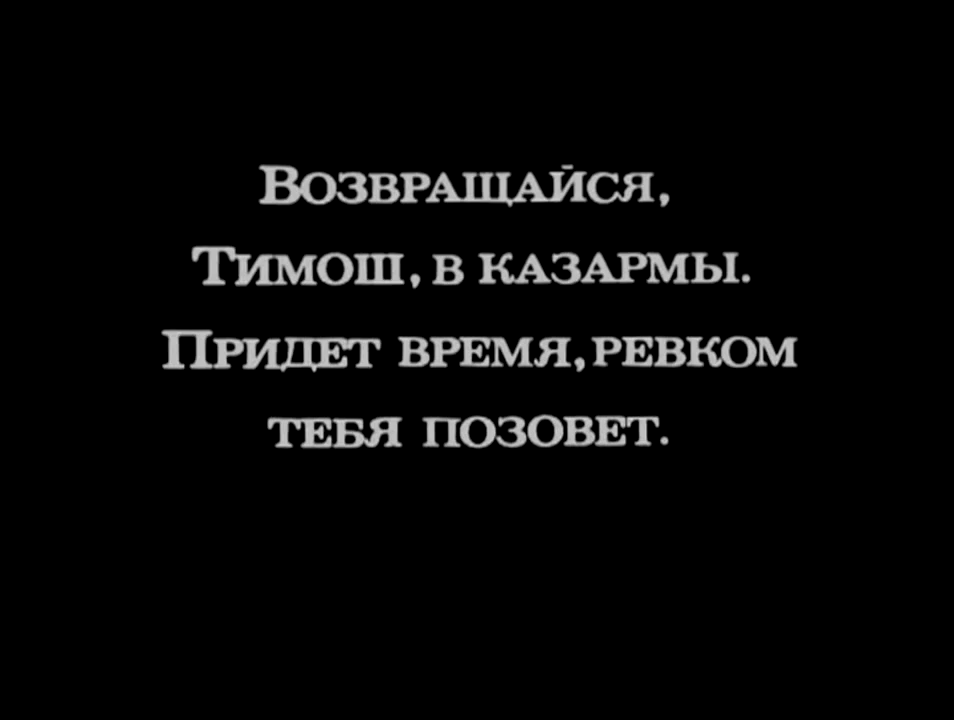 Возвращайся,
Тимош, в казармы.
Придет время, ревком
тебя позовет.